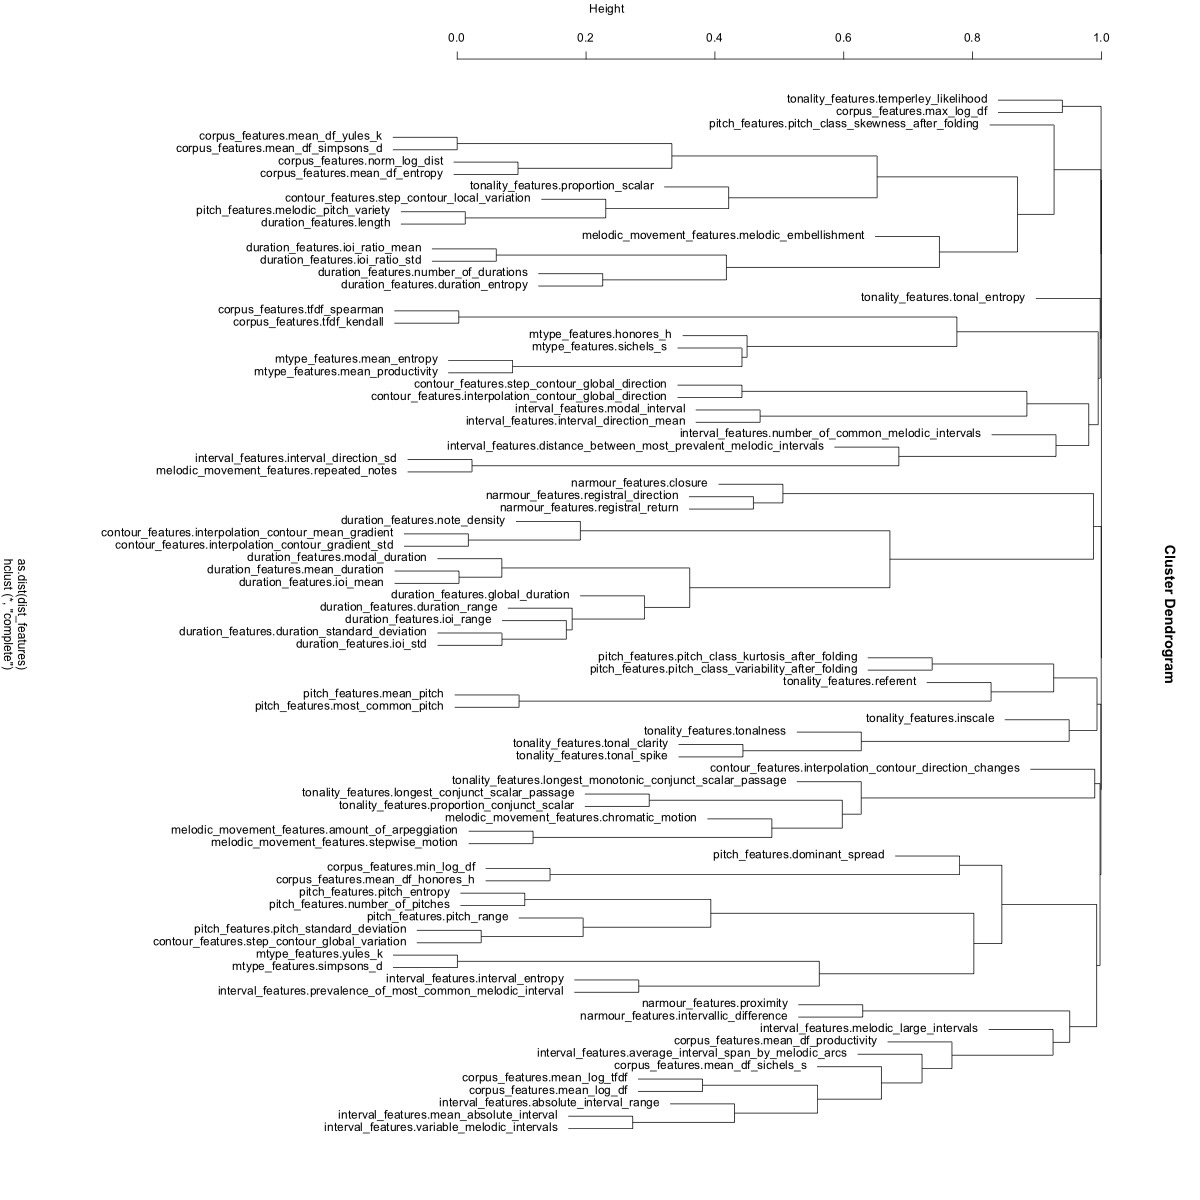 Height
0.0 0.2 0.4 0.6 0.8 1.0
tonality_features.temperley_likelihood
corpus_features.max_log_df
pitch_features.pitch_class_skewness_after_folding
corpus_features.mean_df_yules_k
corpus_features.mean_df_simpsons_d
corpus_features.norm_log_dist
corpus_features.mean_df_entropy
tonality_features.proportion_scalar
contour_features.step_contour_local_variation
pitch_features.melodic_pitch_variety
duration_features.length
melodic_movement_features.melodic_embellishment
duration_features.ioi_ratio_mean
duration_features.ioi_ratio_std
duration_features.number_of_durations
duration_features.duration_entropy
tonality_features.tonal_entropy
corpus_features.tfdf_spearman
corpus_features.tfdf_kendall
mtype_features.honores_h
mtype_features.sichels_s
mtype_features.mean_entropy
mtype_features.mean_productivity
contour_features.step_contour_global_direction
contour_features.interpolation_contour_global_direction
interval_features.modal_interval
interval_features.interval_direction_mean
interval_features.number_of_common_melodic_intervals
interval_features.distance_between_most_prevalent_melodic_intervals
interval_features.interval_direction_sd
melodic_movement_features.repeated_notes
narmour_features.closure
narmour_features.registral_direction
narmour_features.registral_return
duration_features.note_density
contour_features.interpolation_contour_mean_gradient
contour_features.interpolation_contour_gradient_std
duration_features.modal_duration
duration_features.mean_duration
duration_features.ioi_mean
duration_features.global_duration
duration_features.duration_range
duration_features.ioi_range
duration_features.duration_standard_deviation
duration_features.ioi_std
pitch_features.pitch_class_kurtosis_after_folding
pitch_features.pitch_class_variability_after_folding
tonality_features.referent
pitch_features.mean_pitch
pitch_features.most_common_pitch
tonality_features.inscale
tonality_features.tonalness
tonality_features.tonal_clarity
tonality_features.tonal_spike
contour_features.interpolation_contour_direction_changes
tonality_features.longest_monotonic_conjunct_scalar_passage
tonality_features.longest_conjunct_scalar_passage
tonality_features.proportion_conjunct_scalar
melodic_movement_features.chromatic_motion
melodic_movement_features.amount_of_arpeggiation
melodic_movement_features.stepwise_motion
pitch_features.dominant_spread
corpus_features.min_log_df
corpus_features.mean_df_honores_h
pitch_features.pitch_entropy
pitch_features.number_of_pitches
pitch_features.pitch_range
pitch_features.pitch_standard_deviation
contour_features.step_contour_global_variation
mtype_features.yules_k
mtype_features.simpsons_d
interval_features.interval_entropy
interval_features.prevalence_of_most_common_melodic_interval
narmour_features.proximity
narmour_features.intervallic_difference
interval_features.melodic_large_intervals
corpus_features.mean_df_productivity
interval_features.average_interval_span_by_melodic_arcs
corpus_features.mean_df_sichels_s
corpus_features.mean_log_tfdf
corpus_features.mean_log_df
interval_features.absolute_interval_range
interval_features.mean_absolute_interval
interval_features.variable_melodic_intervals
Cluster Dendrogram
as.dist(dist_features)
hclust (*, "complete")